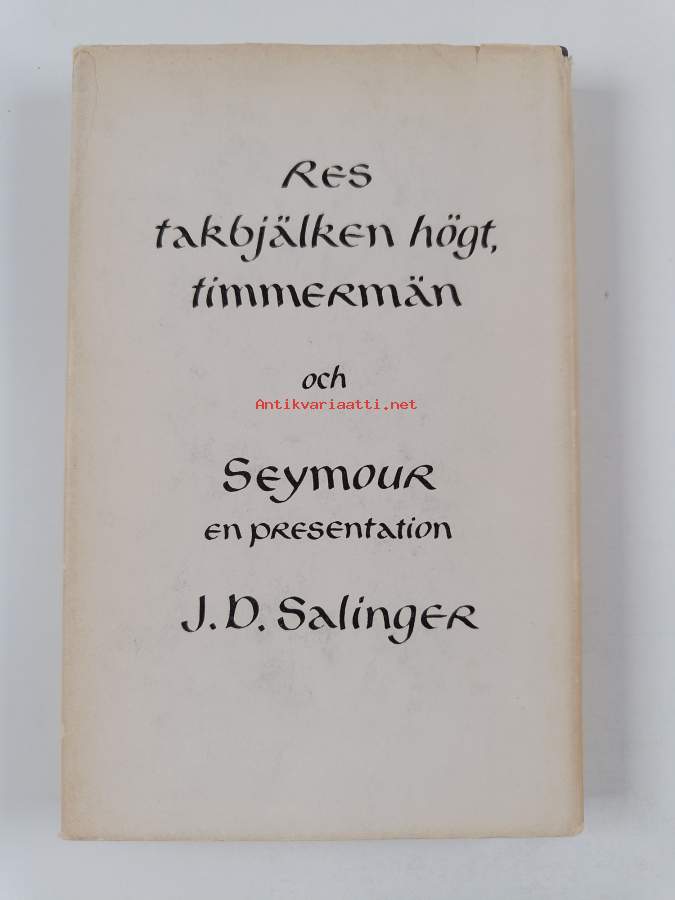 Res
takbjälken högt,
timmermän
och
Antikvariaatti.net
Seymour
en presentation
J. D. Salinger